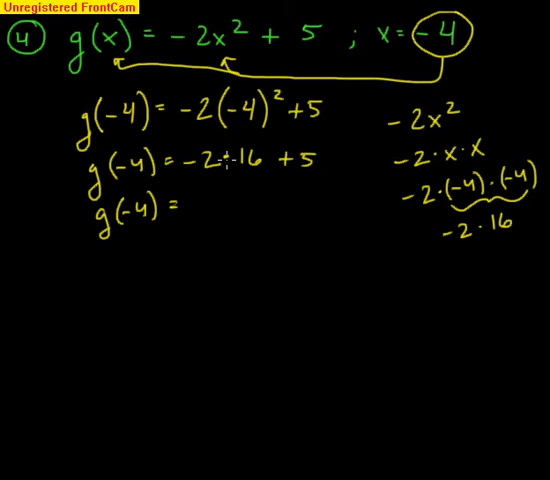 Unregistered FrontCam
4 g(x) = -2x² + 5 ; x = -4
g(-4) = -2(-4)² + 5
g(-4) = -2 · 16 + 5
g(-4) =
-2x²
-2 · x · x
-2 · (-4) · (-4)
-2 · 16